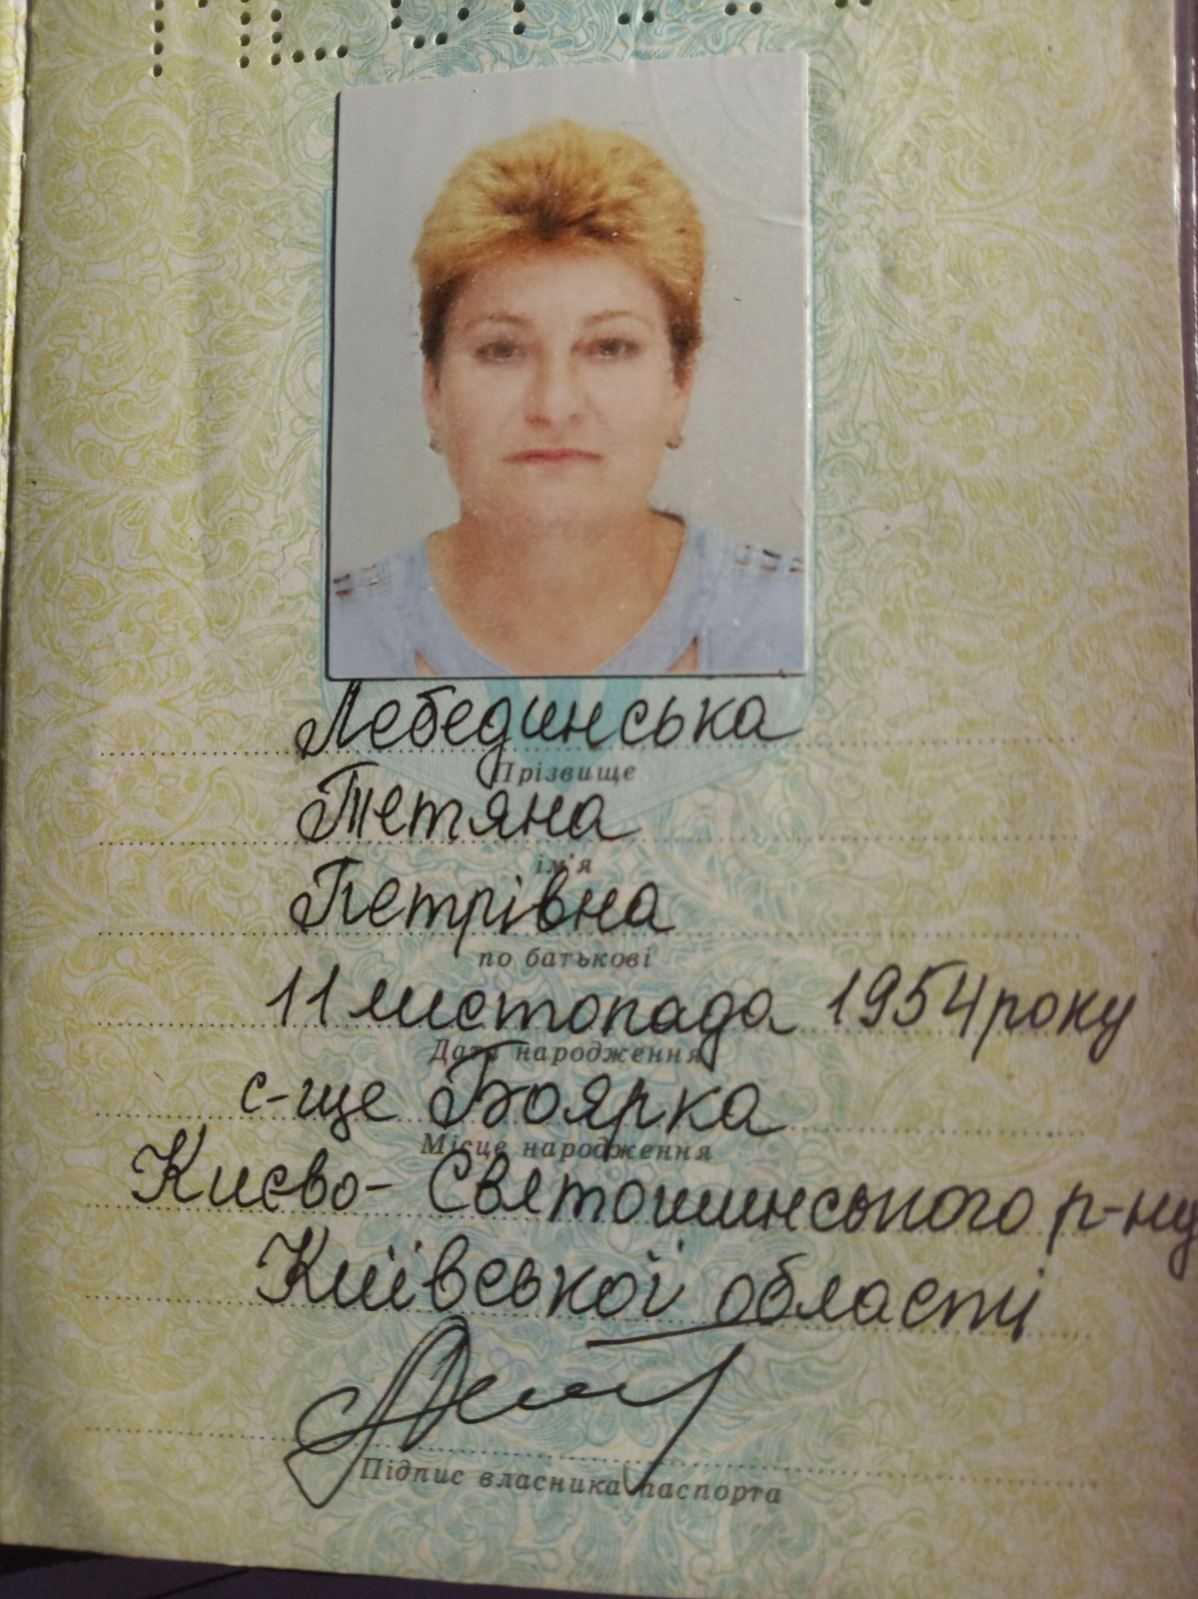 Лебединська
Прізвище
Тетяна
ім'я
Петрівна
по батькові
11 листопада 1954 року
Дата народження
с-ще Боярка
Місце народження
Києво-Святошинського р-ну
Київської області
Підпис власника паспорта